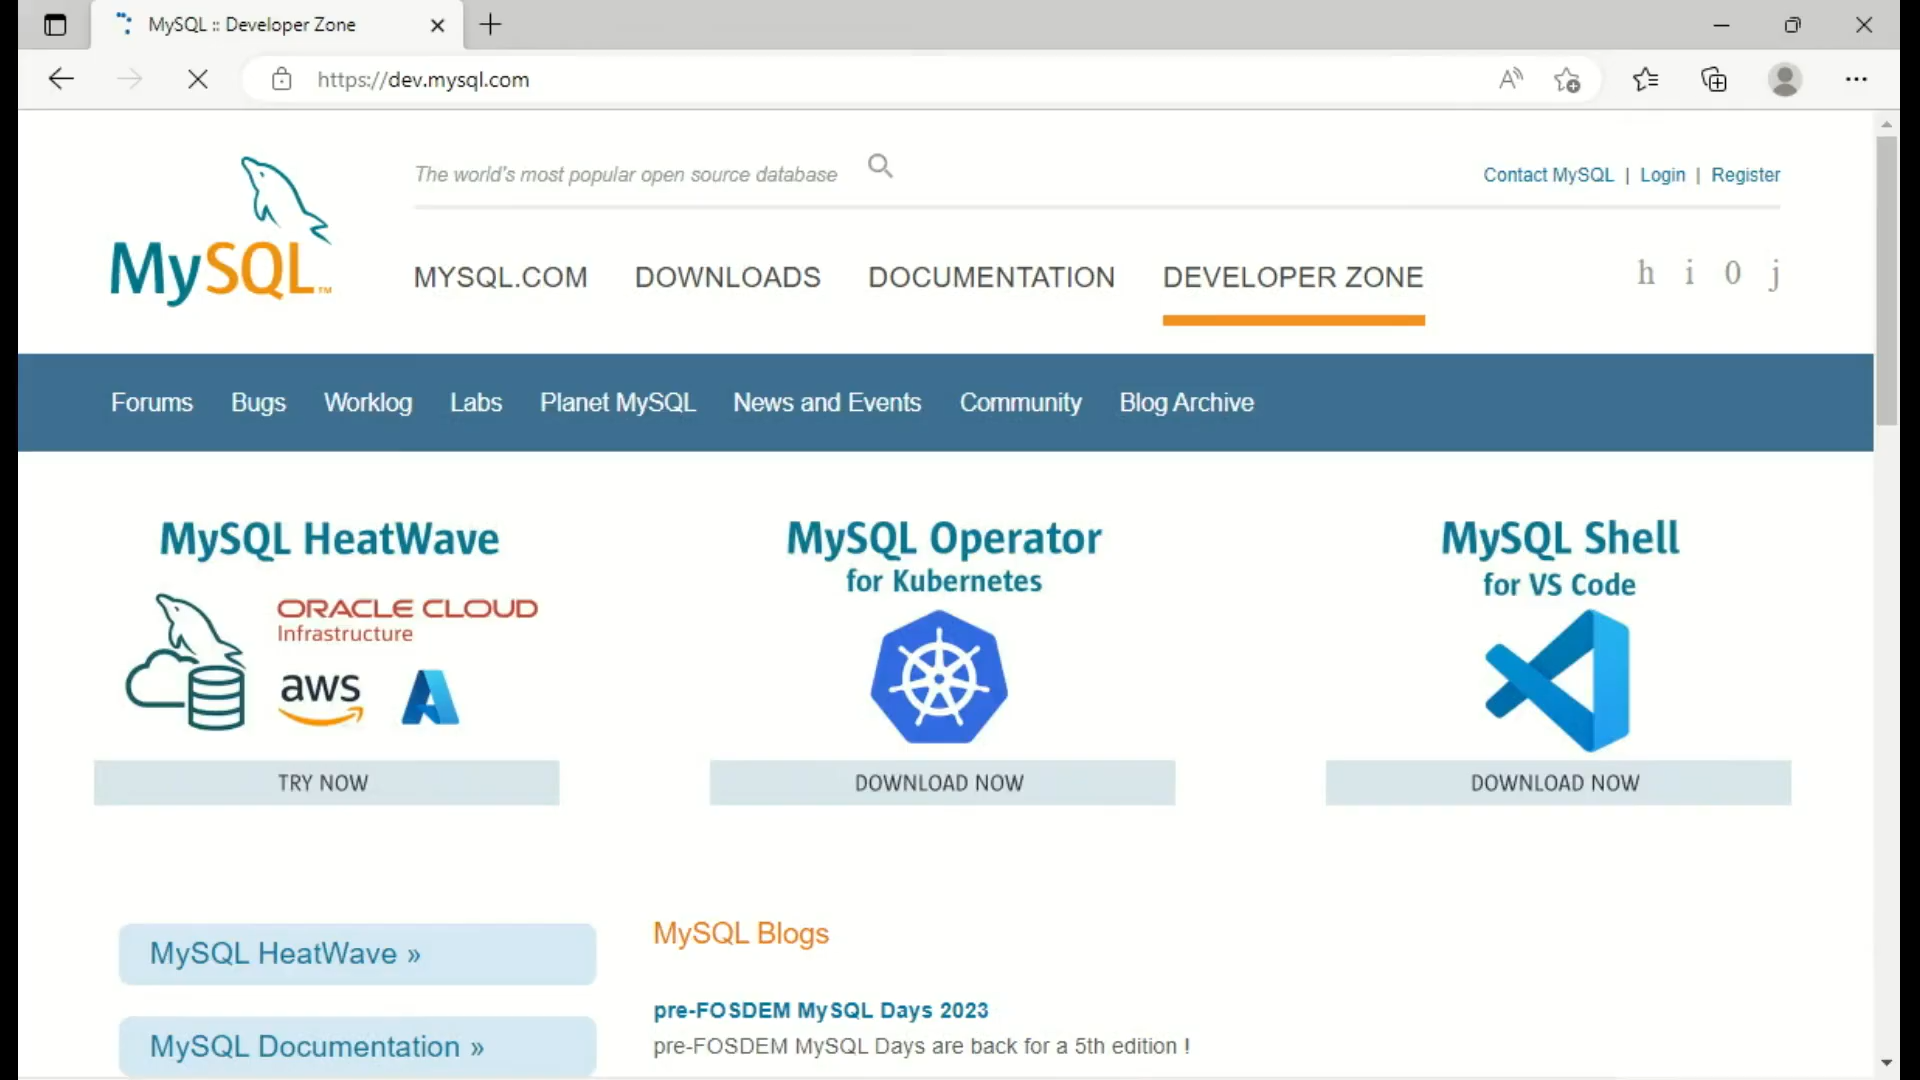 MySQL :: Developer Zone
https://dev.mysql.com
The world's most popular open source database
Contact MySQL | Login | Register
MySQL™
MYSQL.COM DOWNLOADS DOCUMENTATION DEVELOPER ZONE
h i 0 j
Forums Bugs Worklog Labs Planet MySQL News and Events Community Blog Archive
MySQL HeatWave
ORACLE CLOUD
Infrastructure
aws
TRY NOW
MySQL Operator
for Kubernetes
DOWNLOAD NOW
MySQL Shell
for VS Code
DOWNLOAD NOW
MySQL HeatWave »
MySQL Documentation »
MySQL Blogs
pre-FOSDEM MySQL Days 2023
pre-FOSDEM MySQL Days are back for a 5th edition !